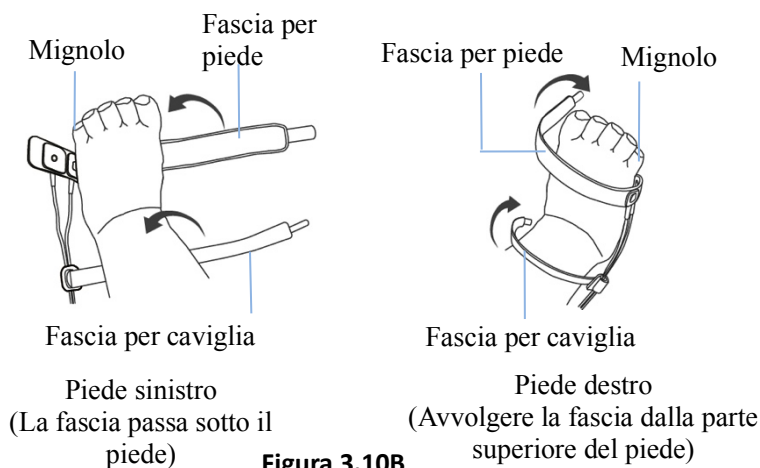 Mignolo
Fascia per
piede
Fascia per caviglia
Piede sinistro
(La fascia passa sotto il
piede)
Fascia per piede
Mignolo
Fascia per caviglia
Piede destro
(Avvolgere la fascia dalla parte
superiore del piede)
Figura 3.10B